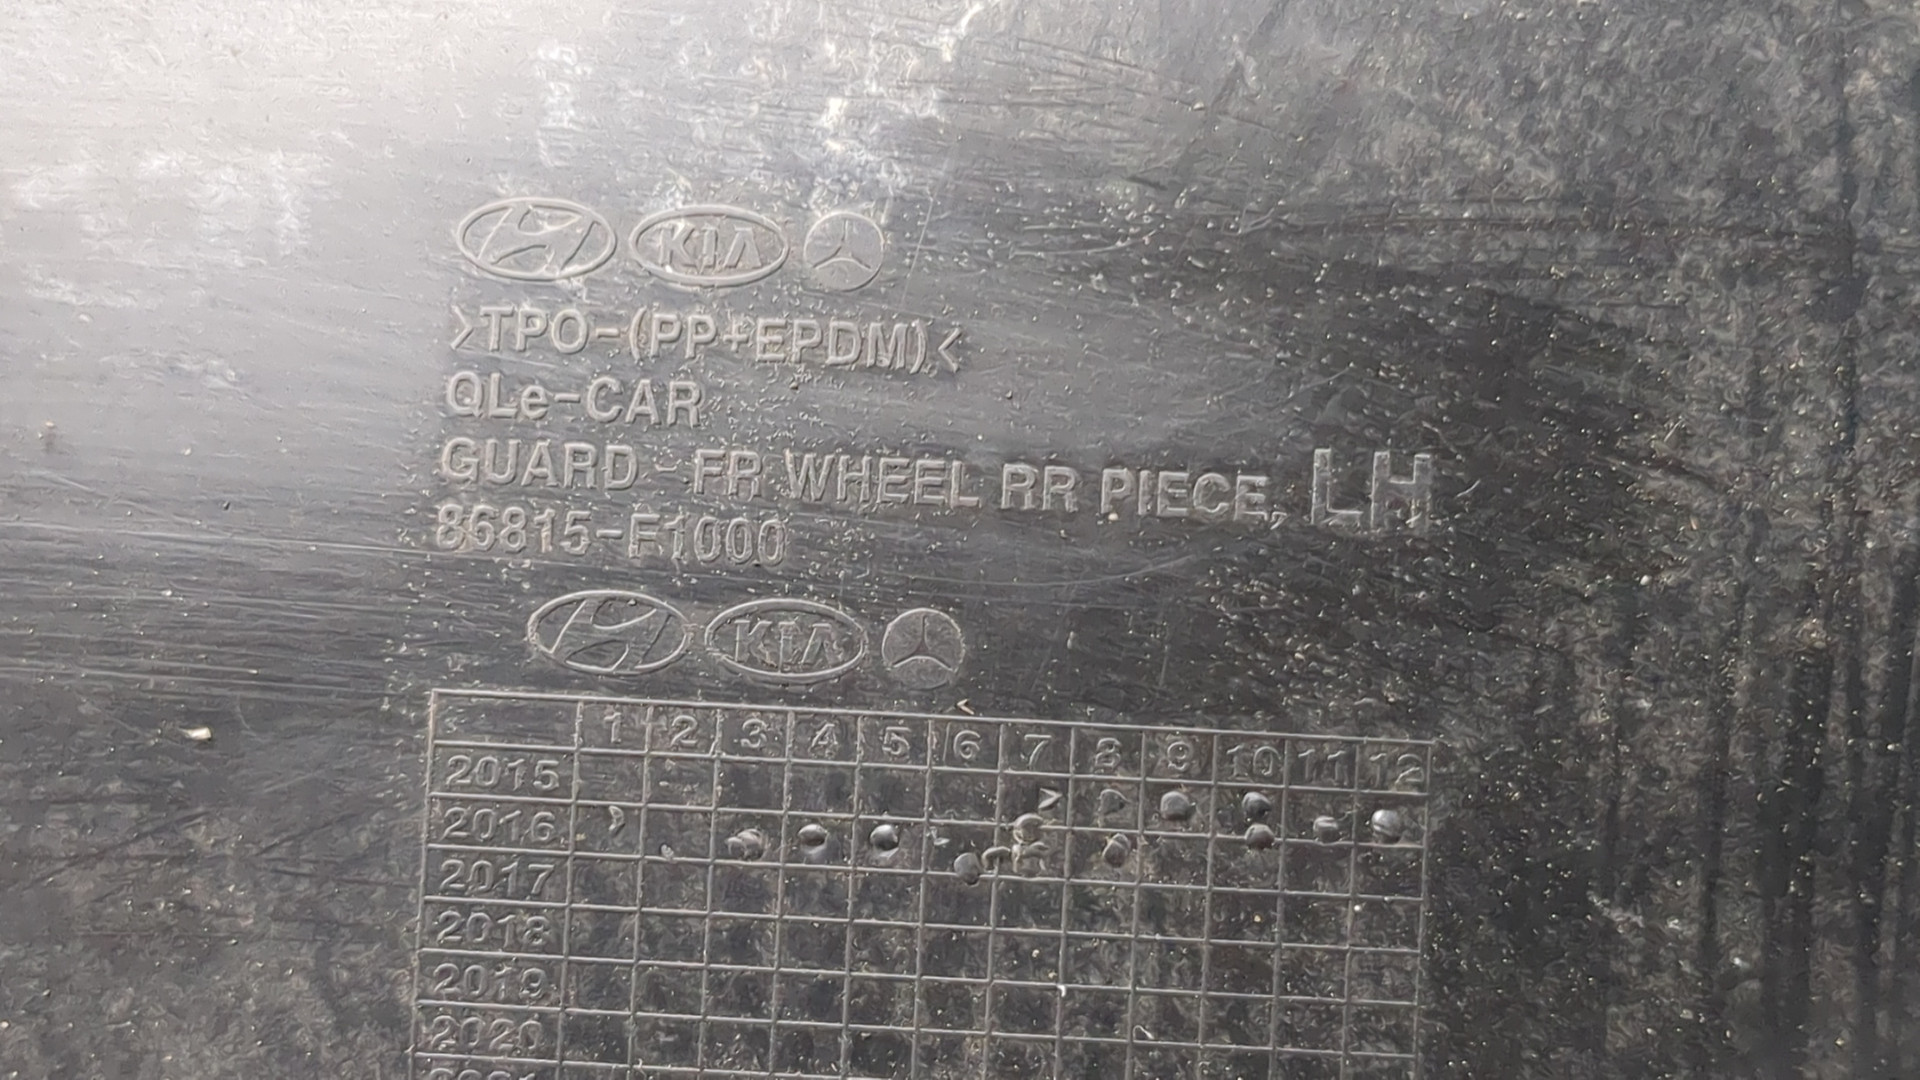 KIA
>TPO-(PP+EPDM)<
QLe-CAR
GUARD - FR WHEEL RR PIECE, LH
86815-F1000
KIA
1 2 3 4 5 6 7 8 9 10 11 12
2015
2016
2017
2018
2019
2020